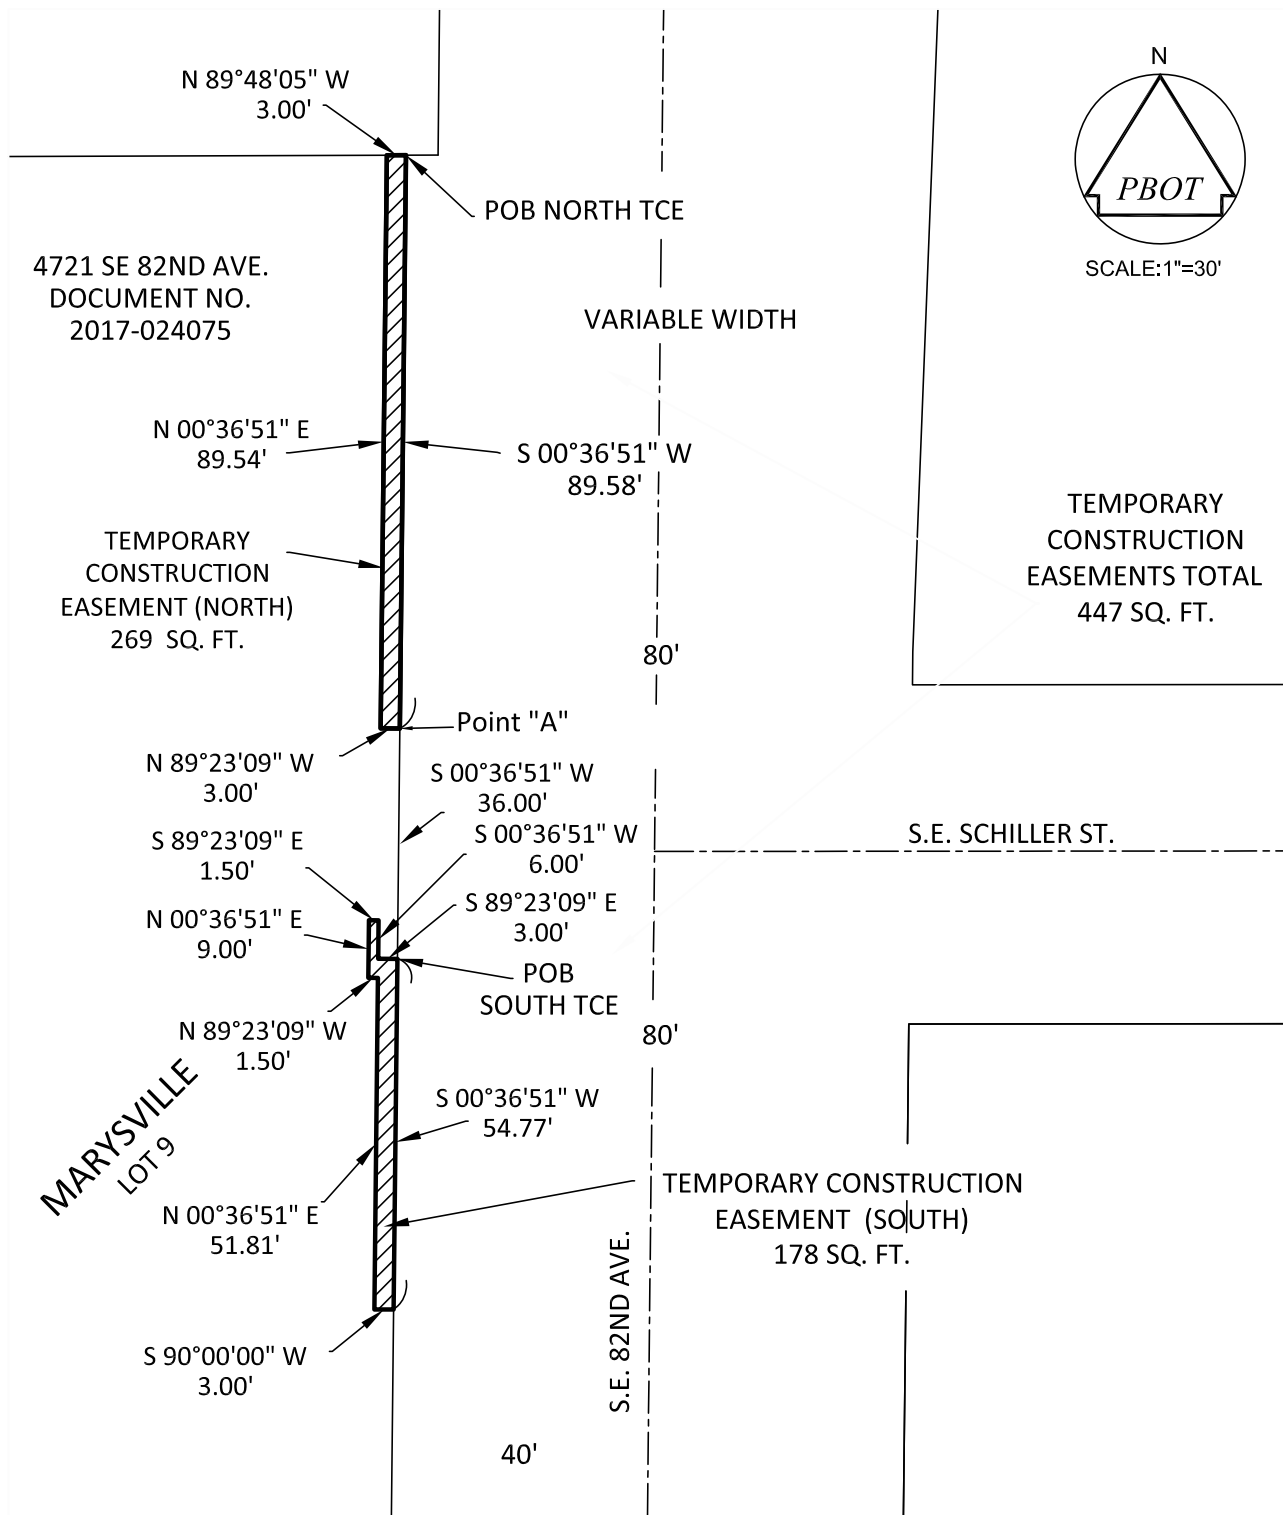 N 89°48'05" W
3.00'
N
PBOT
SCALE:1"=30'
POB NORTH TCE
4721 SE 82ND AVE.
DOCUMENT NO.
2017-024075
VARIABLE WIDTH
N 00°36'51" E
89.54'
S 00°36'51" W
89.58'
TEMPORARY
CONSTRUCTION
EASEMENTS TOTAL
447 SQ. FT.
TEMPORARY
CONSTRUCTION
EASEMENT (NORTH)
269 SQ. FT.
80'
Point "A"
N 89°23'09" W
3.00'
S 00°36'51" W
36.00'
S 00°36'51" W
6.00'
S.E. SCHILLER ST.
S 89°23'09" E
1.50'
S 89°23'09" E
3.00'
N 00°36'51" E
9.00'
POB
SOUTH TCE
N 89°23'09" W
1.50'
80'
MARYSVILLE
LOT 9
S 00°36'51" W
54.77'
TEMPORARY CONSTRUCTION
EASEMENT (SOUTH)
178 SQ. FT.
N 00°36'51" E
51.81'
S.E. 82ND AVE.
S 90°00'00" W
3.00'
40'